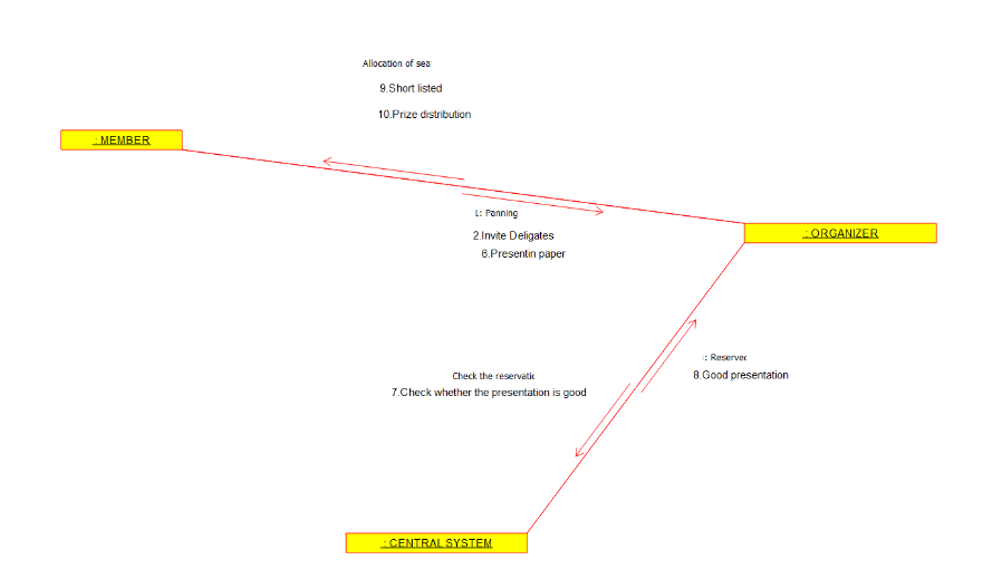 Allocation of sea
9.Short listed
10.Prize distribution
: MEMBER
1: Panning
2.Invite Deligates
6.Presentin paper
: ORGANIZER
: Reserved
8.Good presentation
Check the reservatic
7.Check whether the presentation is good
: CENTRAL SYSTEM